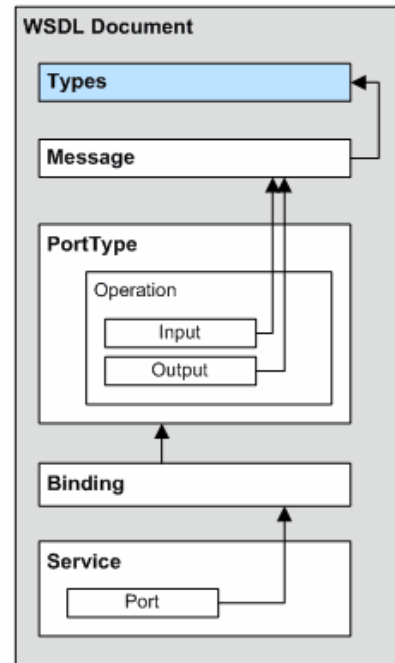 WSDL Document
Types
Message
PortType
Operation
Input
Output
Binding
Service
Port